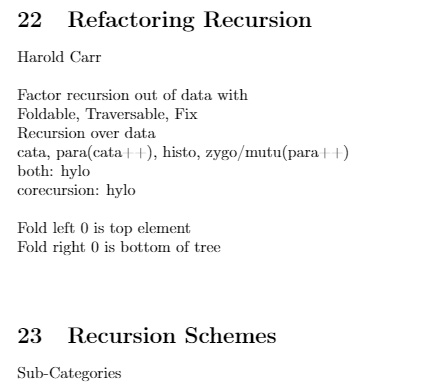 22 Refactoring Recursion
Harold Carr
Factor recursion out of data with
Foldable, Traversable, Fix
Recursion over data
cata, para(cata++), histo, zygo/mutu(para++)
both: hylo
corecursion: hylo
Fold left 0 is top element
Fold right 0 is bottom of tree
23 Recursion Schemes
Sub-Categories